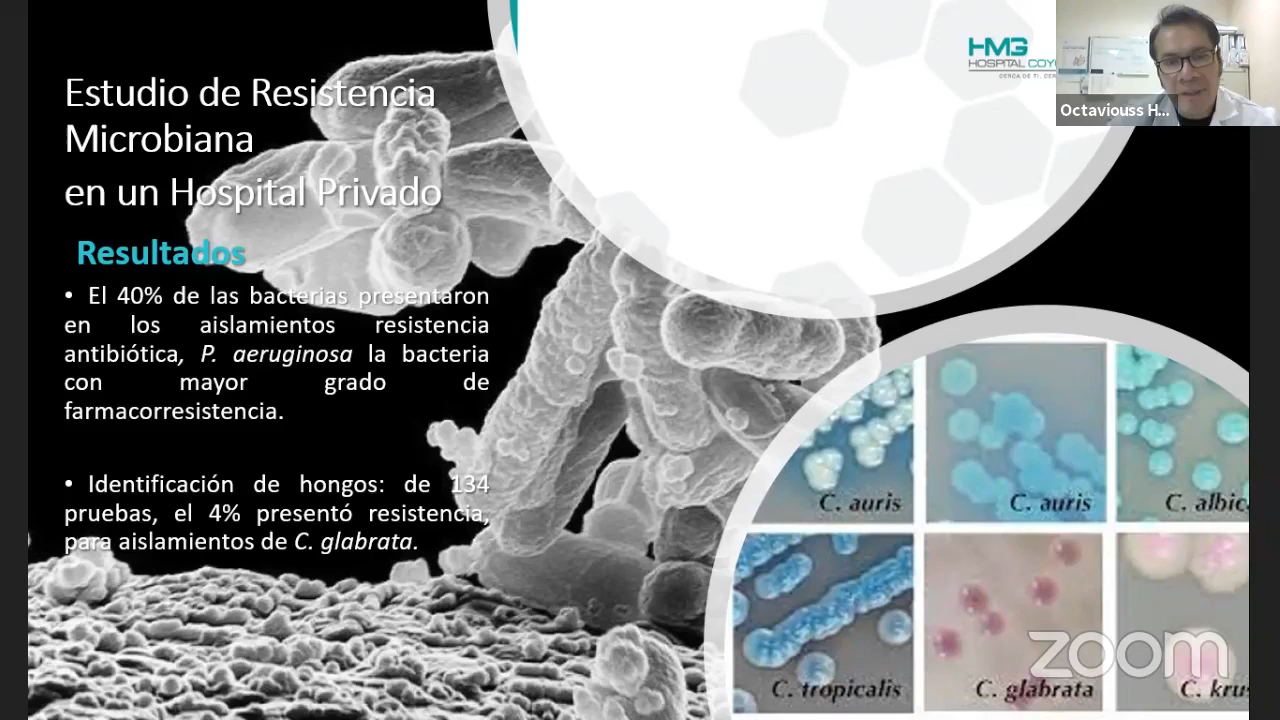 Estudio de Resistencia
Microbiana
en un Hospital Privado
Resultados
• El 40% de las bacterias presentaron
en los aislamientos resistencia
antibiótica, P. aeruginosa la bacteria
con mayor grado de
farmacorresistencia.
• Identificación de hongos: de 134
pruebas, el 4% presentó resistencia,
para aislamientos de C. glabrata.
HMG
HOSPITAL COYO
CERCA DE TI, CER
Octaviouss H...
C. auris
C. auris
C. albic
C. tropicalis
C. glabrata
C. krus
zoom